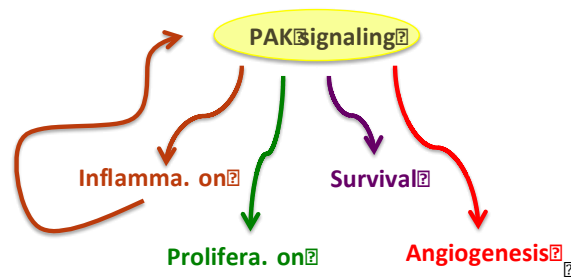 PAK⍰signaling⍰
Inflamma. on⍰
Survival⍰
Prolifera. on⍰
Angiogenesis⍰
⍰